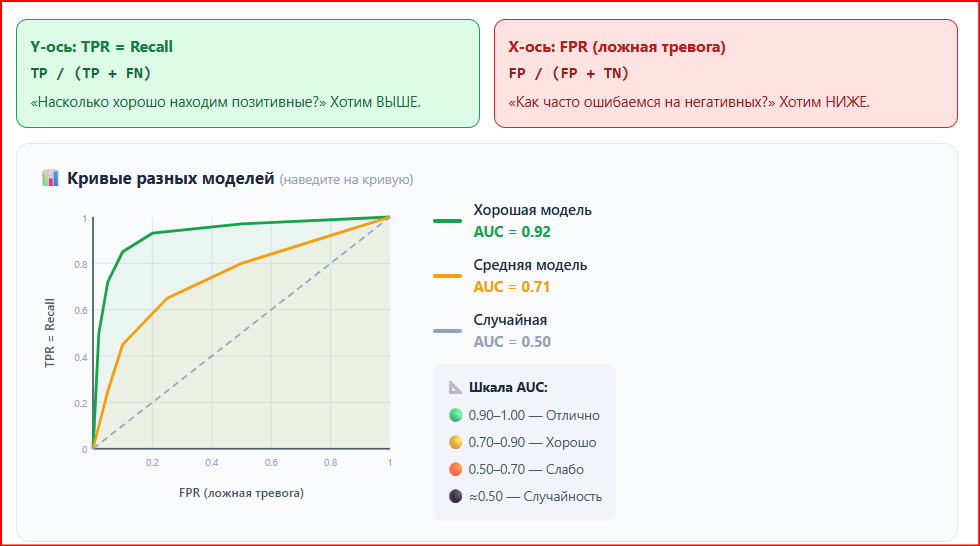 Y-ось: TPR = Recall
TP / (TP + FN)
«Насколько хорошо находим позитивные?» Хотим ВЫШЕ.
X-ось: FPR (ложная тревога)
FP / (FP + TN)
«Как часто ошибаемся на негативных?» Хотим НИЖЕ.
Кривые разных моделей (наведите на кривую)
1
0.8
0.6
0.4
0.2
0
TPR = Recall
0.2 0.4 0.6 0.8 1
FPR (ложная тревога)
Хорошая модель
AUC = 0.92
Средняя модель
AUC = 0.71
Случайная
AUC = 0.50
Шкала AUC:
0.90–1.00 — Отлично
0.70–0.90 — Хорошо
0.50–0.70 — Слабо
≈0.50 — Случайность